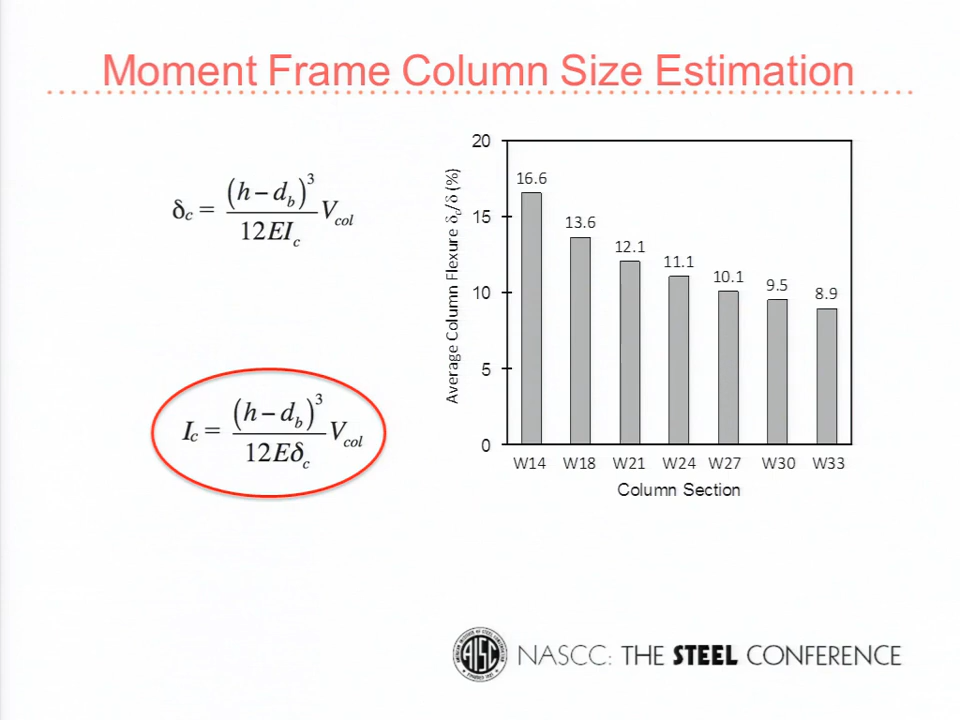 Moment Frame Column Size Estimation
δc = (h − db)³ / 12EIc Vcol
Ic = (h − db)³ / 12Eδc Vcol
Average Column Flexure δc/δ (%)
20
15
10
5
0
16.6
13.6
12.1
11.1
10.1
9.5
8.9
W14 W18 W21 W24 W27 W30 W33
Column Section
AISC
NASCC: THE STEEL CONFERENCE